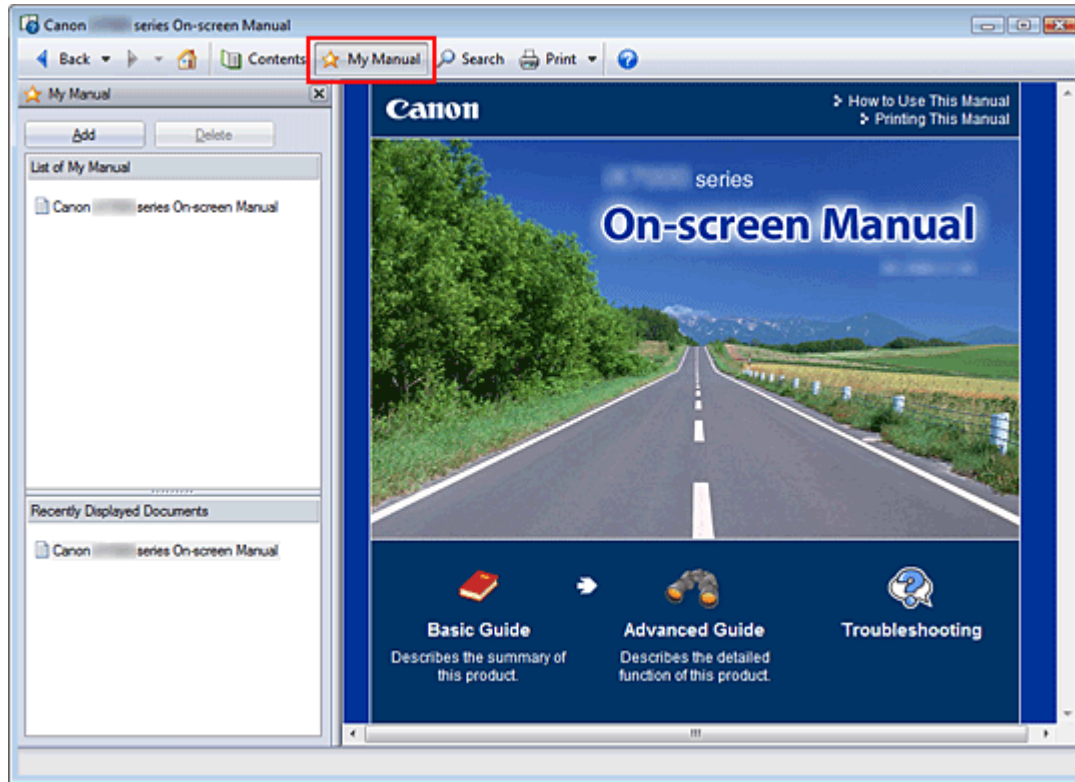 Canon series On-screen Manual
Back Contents My Manual Search Print
My Manual
Add Delete
List of My Manual
Canon series On-screen Manual
Recently Displayed Documents
Canon series On-screen Manual
Canon
How to Use This Manual
Printing This Manual
series
On-screen Manual
Basic Guide
Describes the summary of
this product.
Advanced Guide
Describes the detailed
function of this product.
Troubleshooting